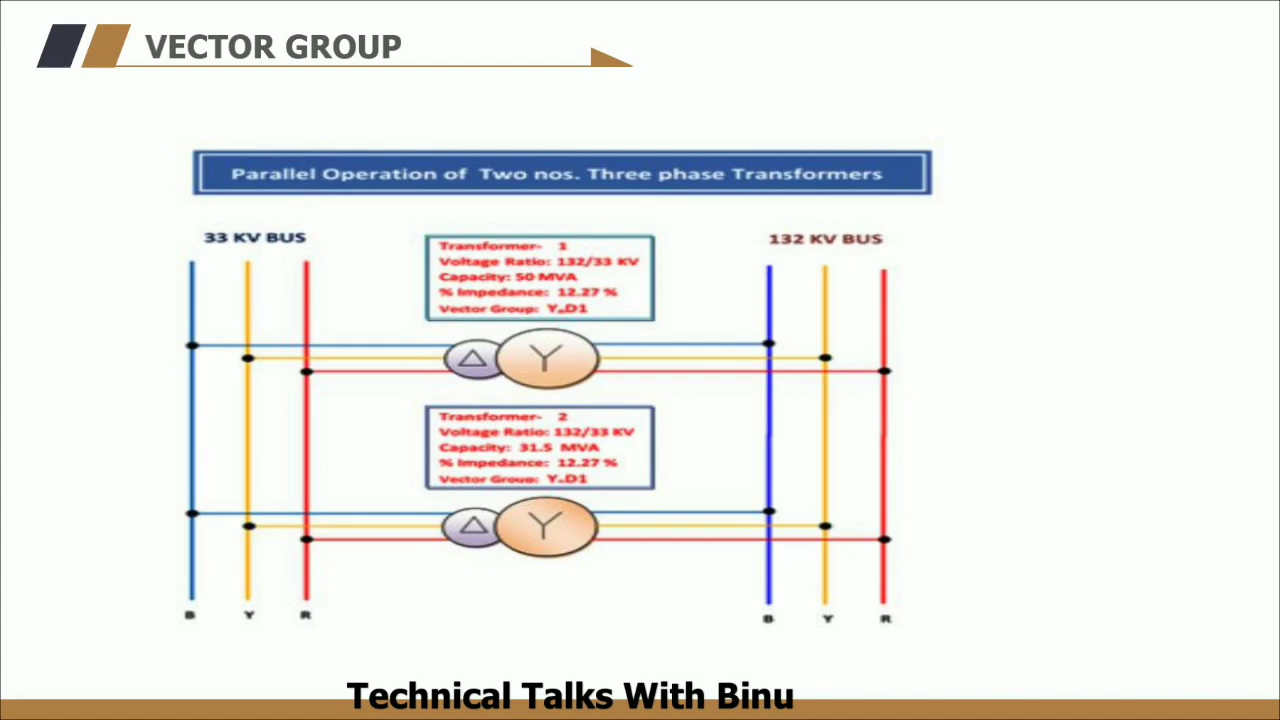 VECTOR GROUP
Parallel Operation of Two nos. Three phase Transformers
33 KV BUS
132 KV BUS
Transformer- 1
Voltage Ratio: 132/33 KV
Capacity: 50 MVA
% Impedance: 12.27 %
Vector Group: YₙD1
Transformer- 2
Voltage Ratio: 132/33 KV
Capacity: 31.5 MVA
% Impedance: 12.27 %
Vector Group: YₙD1
B Y R
B Y R
Technical Talks With Binu